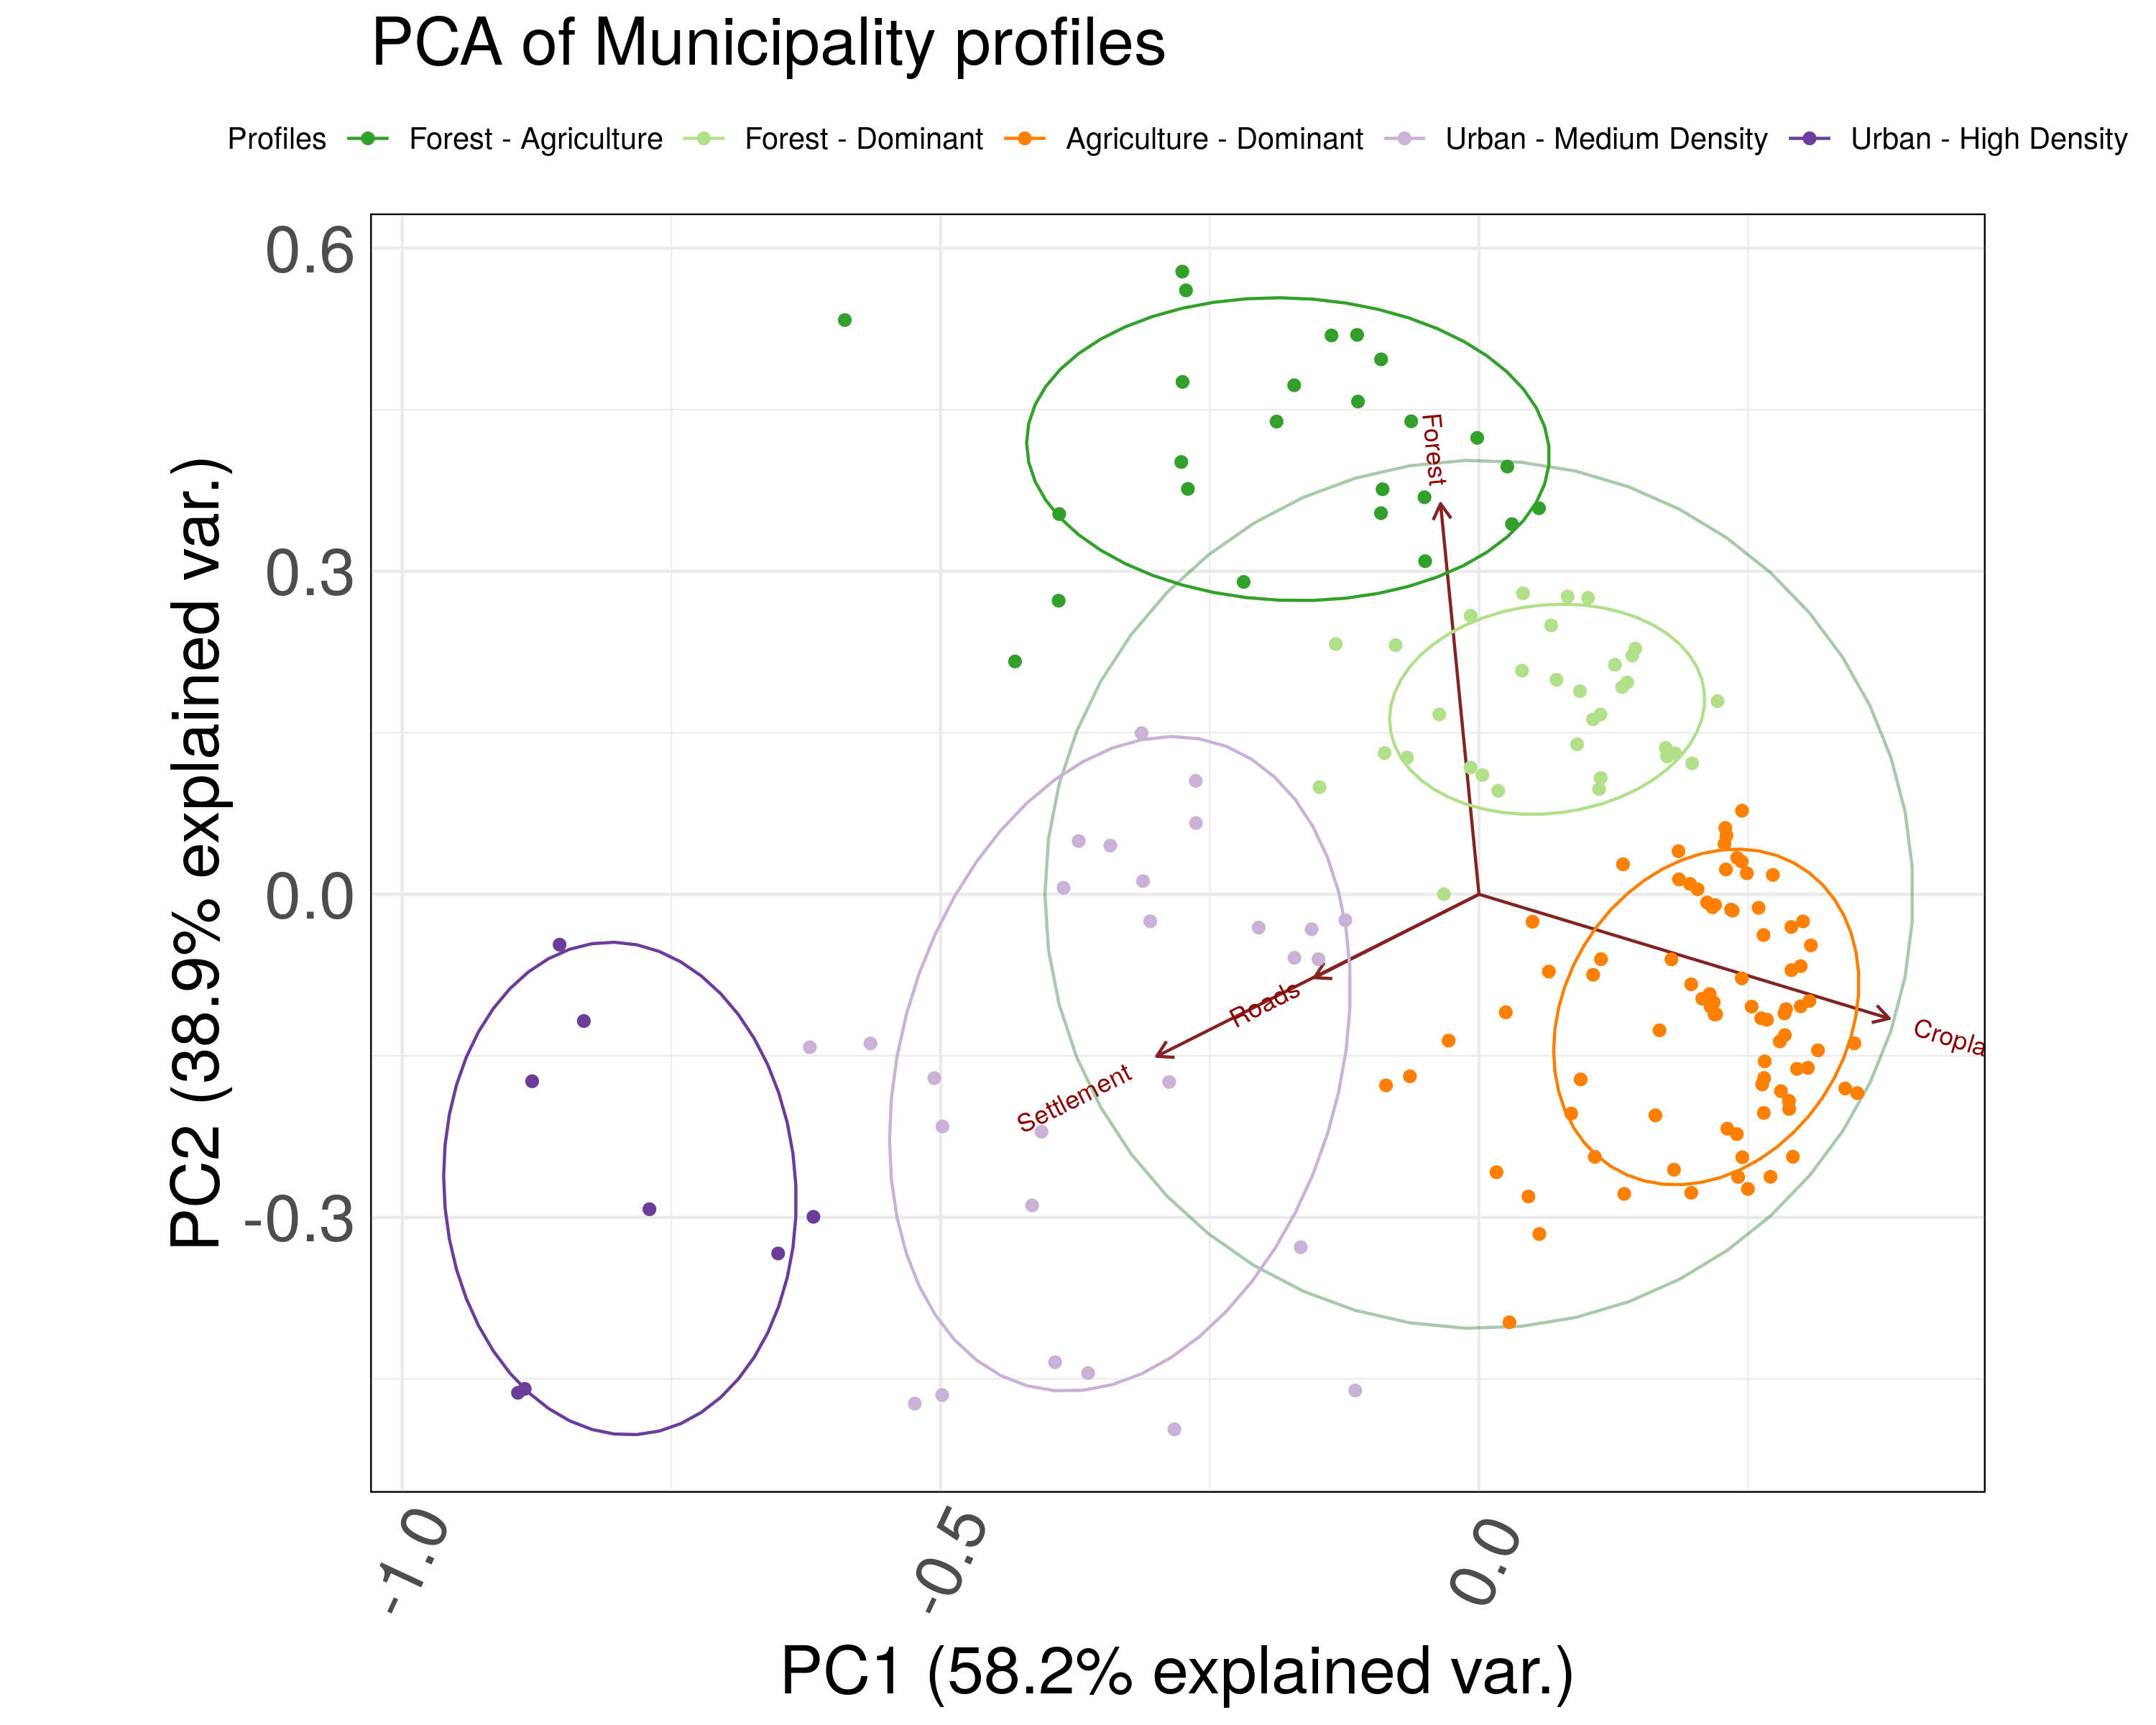 PCA of Municipality profiles
Profiles Forest - Agriculture Forest - Dominant Agriculture - Dominant Urban - Medium Density Urban - High Density
PC2 (38.9% explained var.)
0.6
0.3
0.0
-0.3
Forest
Roads
Settlement
Cropla
-1.0
-0.5
0.0
PC1 (58.2% explained var.)